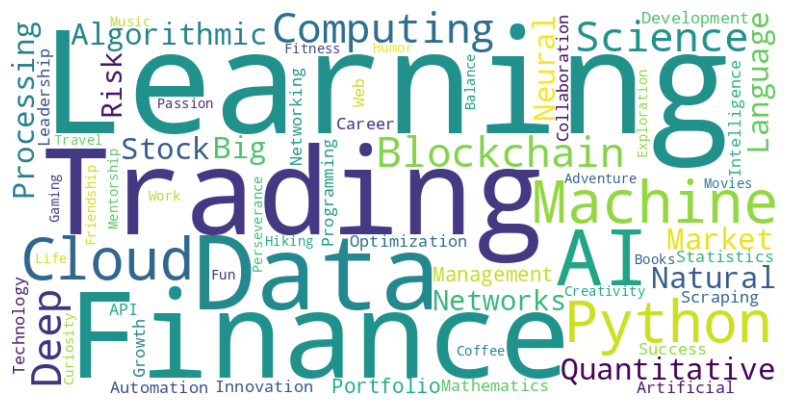 Music
Development
Algorithmic
Computing
Science
Fitness
Humor
Learning
Processing
Leadership
Risk
Passion
Web
Neural
Collaboration
Language
Networking
Balance
Career
Exploration
Intelligence
Travel
Stock
Big
Blockchain
Trading
Gaming
Friendship
Mentorship
Work
Programming
Perseverance
Adventure
Movies
Machine
Hiking
Optimization
Market
Cloud
Life
Data
AI
Books
Statistics
Fun
Management
Natural
Technology
Deep
Curiosity
API
Growth
Finance
Networks
Creativity
Scraping
Python
Coffee
Success
Quantitative
Automation
Innovation
Portfolio
Mathematics
Artificial